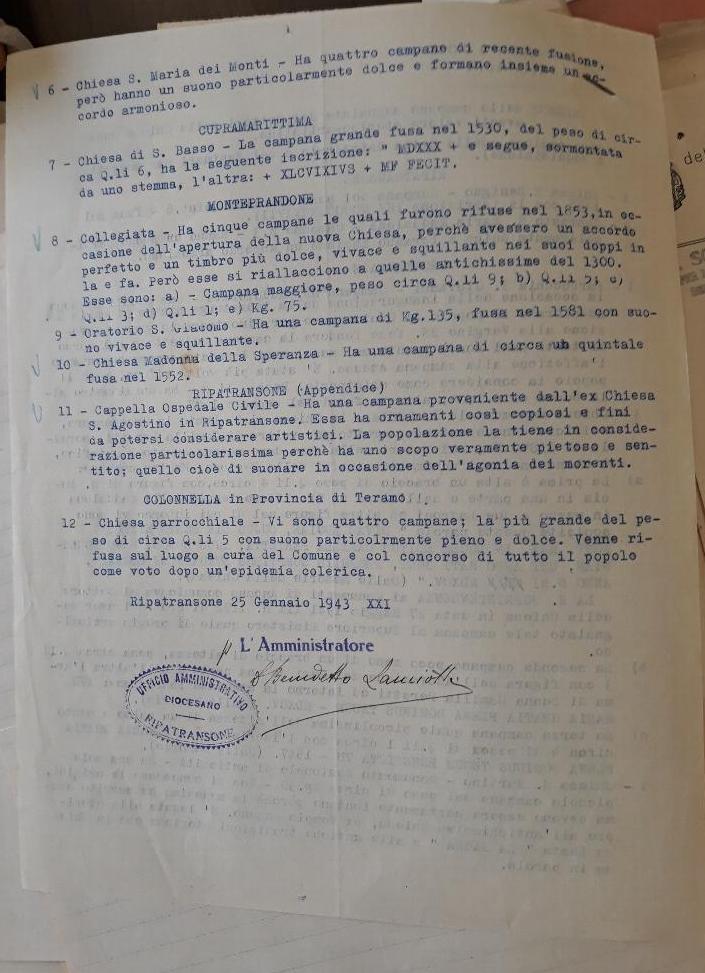 6 - Chiesa S. Maria dei Monti - Ha quattro campane di recente fusione,
però hanno un suono particolarmente dolce e formano insieme un ac-
cordo armonioso.
CUPRAMARITTIMA
7 - Chiesa di S. Basso - La campana grande fusa nel 1530, del peso di cir-
ca Q.li 6, ha la seguente iscrizione: " MDXXX + e segue, sormontata
da uno stemma, l'altra: + XLCVIXIVS + MF FECIT.
MONTEPRANDONE
8 - Collegiata - Ha cinque campane le quali furono rifuse nel 1853,in oc-
casione dell'apertura della nuova Chiesa, perchè avessero un accordo
perfetto e un timbro più dolce, vivace e squillante nei suoi doppi in
la e fa. Però esse si riallacciono a quelle antichissime del 1300.
Esse sono: a) - Campana maggiore, peso circa Q.li 9; b) Q.li 5; c)
Q.li 3; d) Q.li 1; e) Kg. 75.
9 - Oratorio S. Giacomo - Ha una campana di Kg.135, fusa nel 1581 con suo-
no vivace e squillante.
10 - Chiesa Madonna della Speranza - Ha una campana di circa un quintale
fusa nel 1552.
RIPATRANSONE (Appendice)
11 - Cappella Ospedale Civile - Ha una campana proveniente dall'ex Chiesa
S. Agostino in Ripatransone. Essa ha ornamenti così copiosi e fini
da potersi considerare artistici. La popolazione la tiene in conside-
razione particolarissima perchè ha uno scopo veramente pietoso e sen-
tito; quello cioè di suonare in occasione dell'agonia dei morenti.
COLONNELLA in Provincia di Teramo
12 - Chiesa parrocchiale - Vi sono quattro campane; la più grande del pe-
so di circa Q.li 5 con suono particolrmente pieno e dolce. Venne ri-
fusa sul luogo a cura del Comune e col concorso di tutto il popolo
come voto dopo un'epidemia colerica.
Ripatransone 25 Gennaio 1943 XXI
p L'Amministratore
Benedetto Lanciotti
UFFICIO AMMINISTRATIVO
DIOCESANO
RIPATRANSONE